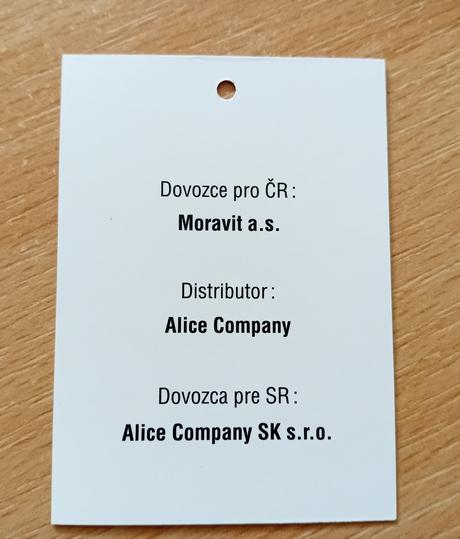 Dovozce pro ČR:
Moravit a.s.
Distributor:
Alice Company
Dovozca pre SR:
Alice Company SK s.r.o.